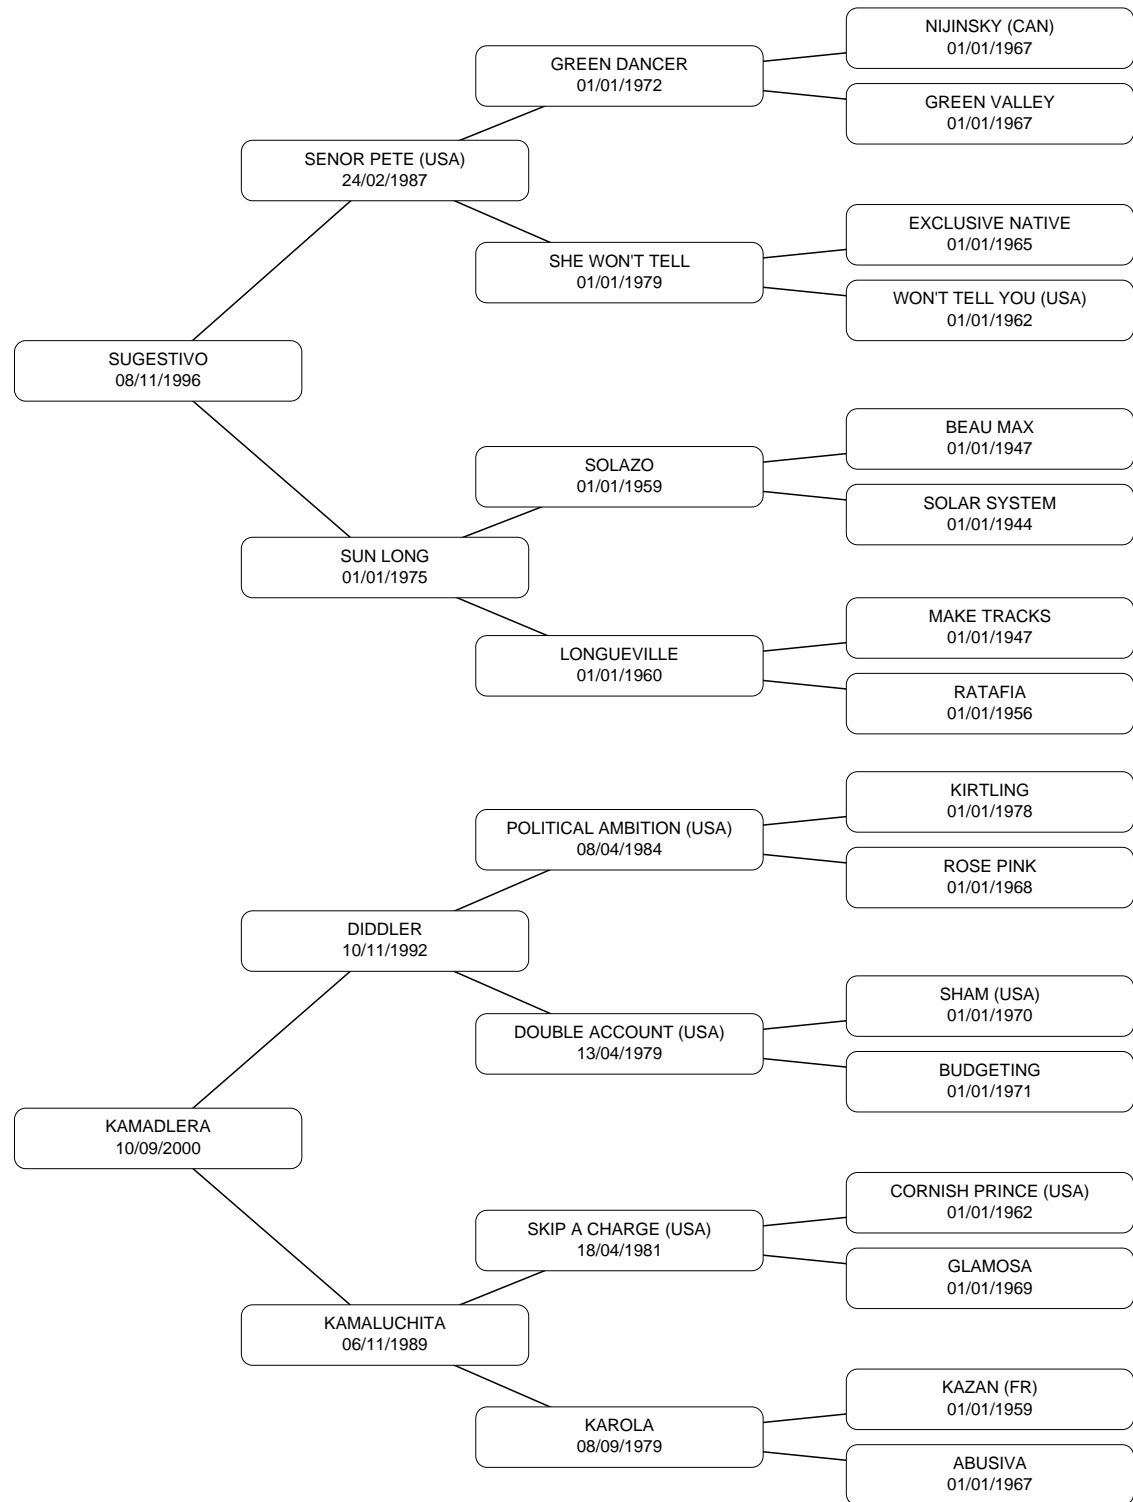 NIJINSKY (CAN)
01/01/1967
GREEN DANCER
01/01/1972
GREEN VALLEY
01/01/1967
SENOR PETE (USA)
24/02/1987
EXCLUSIVE NATIVE
01/01/1965
SHE WON'T TELL
01/01/1979
WON'T TELL YOU (USA)
01/01/1962
SUGESTIVO
08/11/1996
BEAU MAX
01/01/1947
SOLAZO
01/01/1959
SOLAR SYSTEM
01/01/1944
SUN LONG
01/01/1975
MAKE TRACKS
01/01/1947
LONGUEVILLE
01/01/1960
RATAFIA
01/01/1956
KIRTLING
01/01/1978
POLITICAL AMBITION (USA)
08/04/1984
ROSE PINK
01/01/1968
DIDDLER
10/11/1992
SHAM (USA)
01/01/1970
DOUBLE ACCOUNT (USA)
13/04/1979
BUDGETING
01/01/1971
KAMADLERA
10/09/2000
CORNISH PRINCE (USA)
01/01/1962
SKIP A CHARGE (USA)
18/04/1981
GLAMOSA
01/01/1969
KAMALUCHITA
06/11/1989
KAZAN (FR)
01/01/1959
KAROLA
08/09/1979
ABUSIVA
01/01/1967